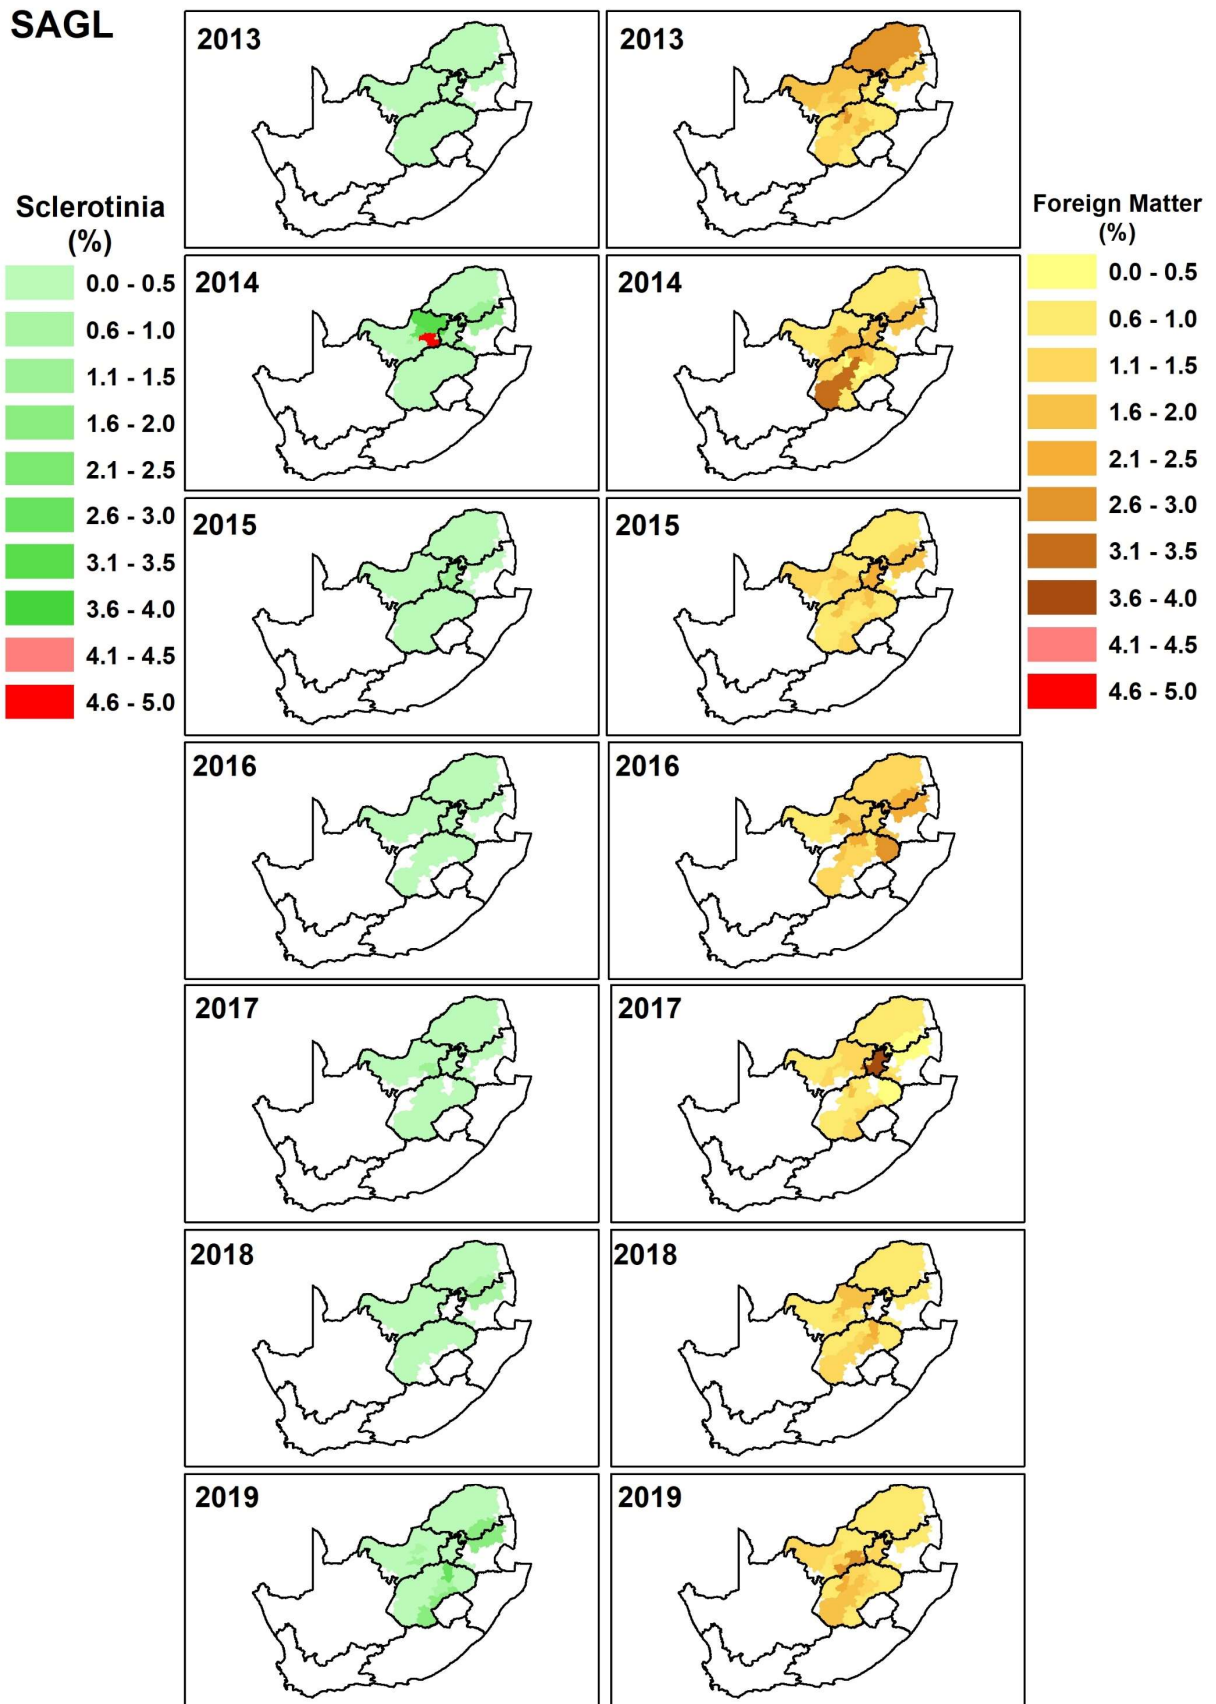 SAGL
2013
2013
Sclerotinia
(%)
0.0 - 0.5
0.6 - 1.0
1.1 - 1.5
1.6 - 2.0
2.1 - 2.5
2.6 - 3.0
3.1 - 3.5
3.6 - 4.0
4.1 - 4.5
4.6 - 5.0
Foreign Matter
(%)
0.0 - 0.5
0.6 - 1.0
1.1 - 1.5
1.6 - 2.0
2.1 - 2.5
2.6 - 3.0
3.1 - 3.5
3.6 - 4.0
4.1 - 4.5
4.6 - 5.0
2014
2014
2015
2015
2016
2016
2017
2017
2018
2018
2019
2019